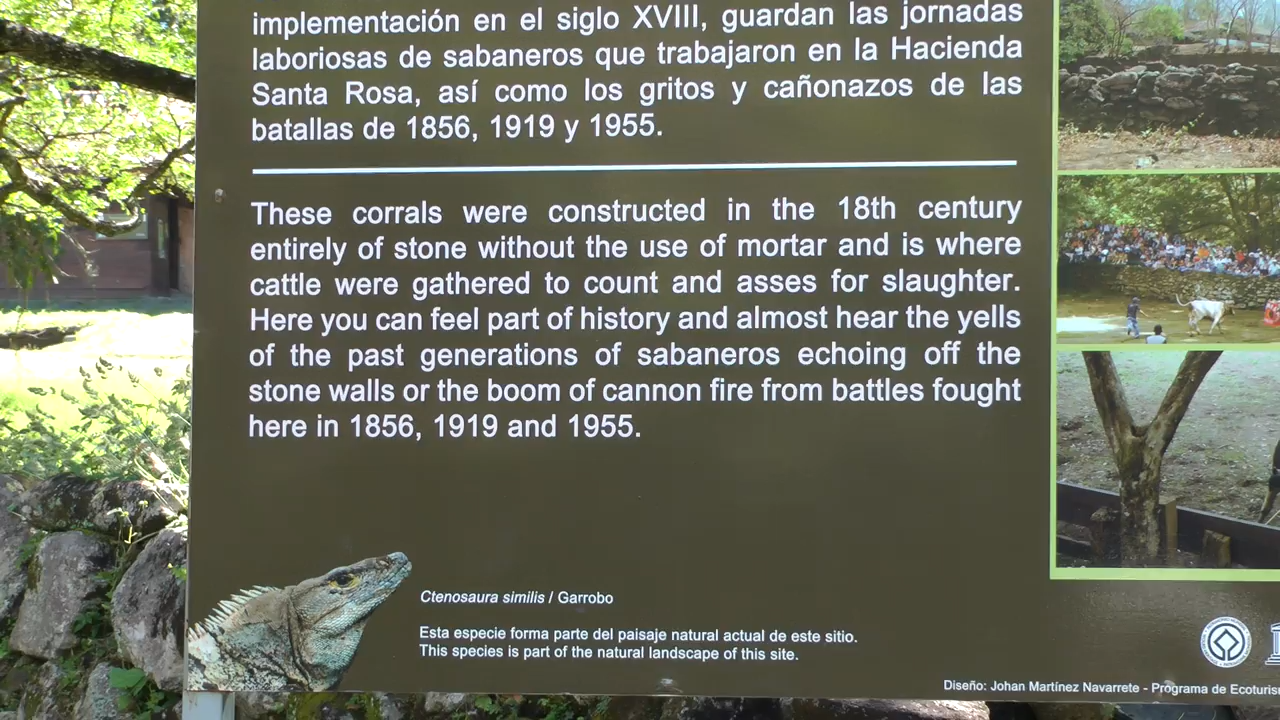 implementación en el siglo XVIII, guardan las jornadas
laboriosas de sabaneros que trabajaron en la Hacienda
Santa Rosa, así como los gritos y cañonazos de las
batallas de 1856, 1919 y 1955.
These corrals were constructed in the 18th century
entirely of stone without the use of mortar and is where
cattle were gathered to count and asses for slaughter.
Here you can feel part of history and almost hear the yells
of the past generations of sabaneros echoing off the
stone walls or the boom of cannon fire from battles fought
here in 1856, 1919 and 1955.
Ctenosaura similis / Garrobo
Esta especie forma parte del paisaje natural actual de este sitio.
This species is part of the natural landscape of this site.
Diseño: Johan Martínez Navarrete - Programa de Ecoturis